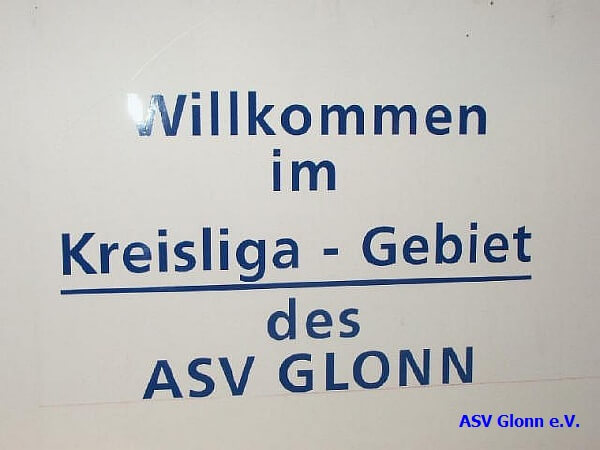 Willkommen
im
Kreisliga - Gebiet
des
ASV GLONN
ASV Glonn e.V.